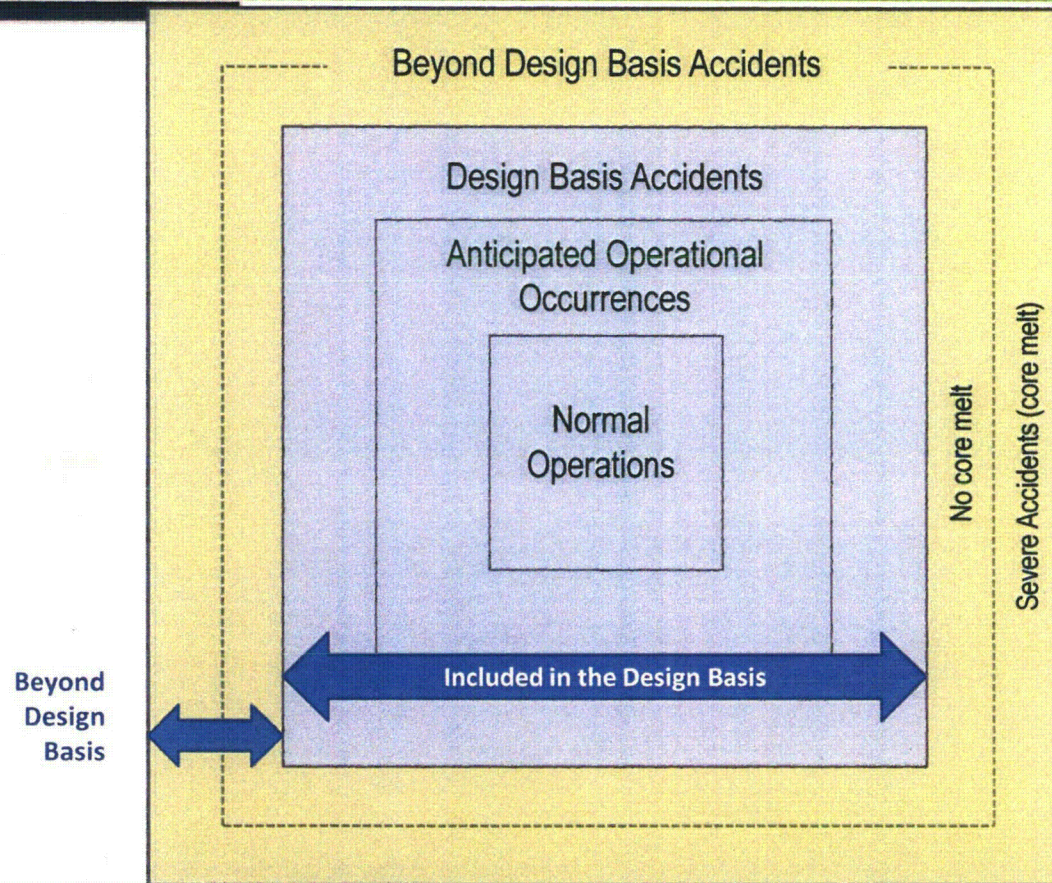 Beyond Design Basis Accidents
Design Basis Accidents
Anticipated Operational
Occurrences
Normal
Operations
No core melt
Severe Accidents (core melt)
Included in the Design Basis
Beyond
Design
Basis